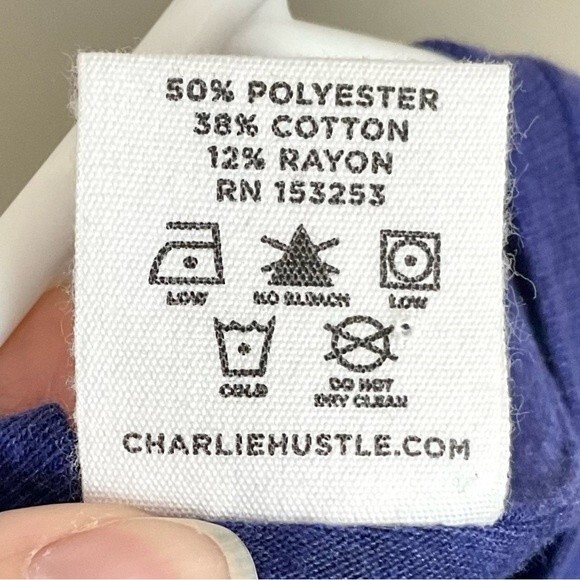 50% POLYESTER
38% COTTON
12% RAYON
RN 153253
LOW
NO BLEACH
LOW
COLD
DO NOT
DRY CLEAN
CHARLIEHUSTLE.COM